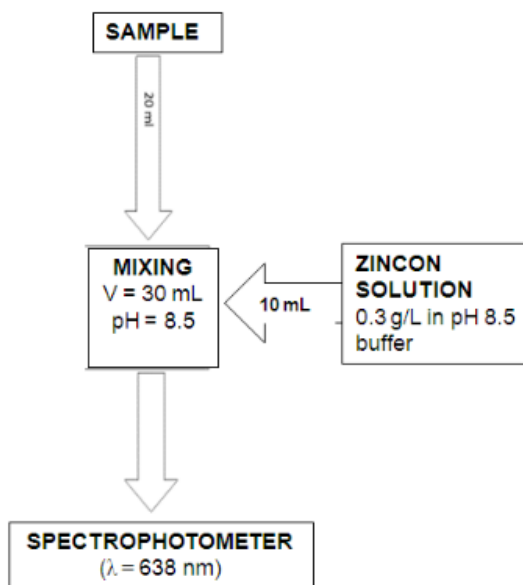 SAMPLE
20 ml
MIXING
V = 30 mL
pH = 8.5
10 mL
ZINCON
SOLUTION
0.3 g/L in pH 8.5
buffer
SPECTROPHOTOMETER
(λ = 638 nm)